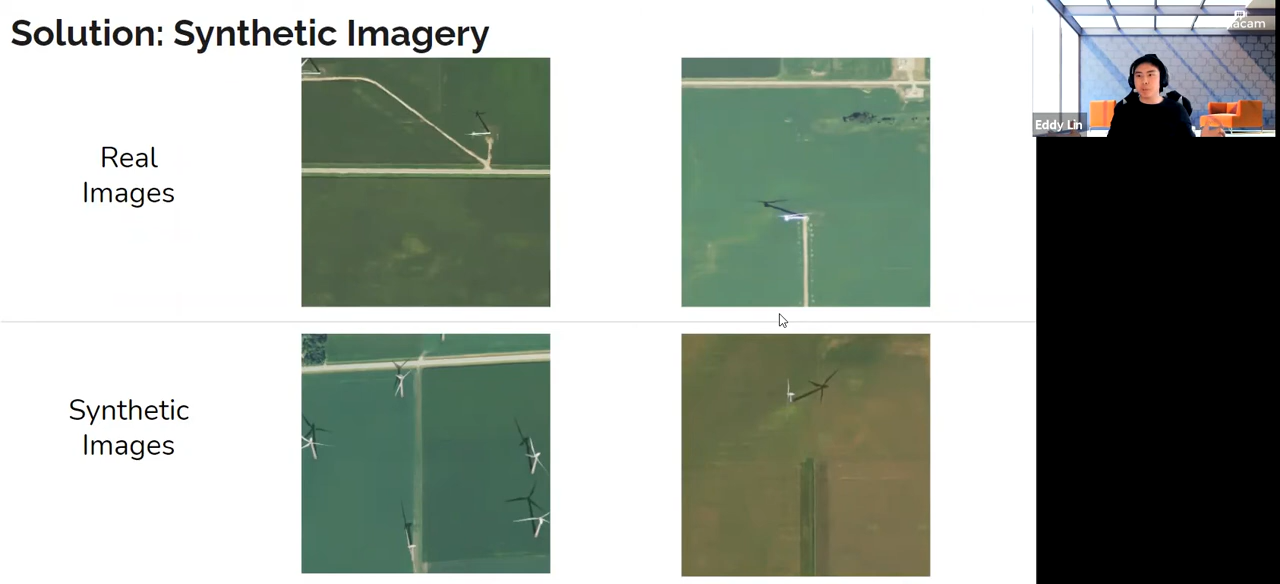 Solution: Synthetic Imagery
Real
Images
Synthetic
Images
Eddy Lin